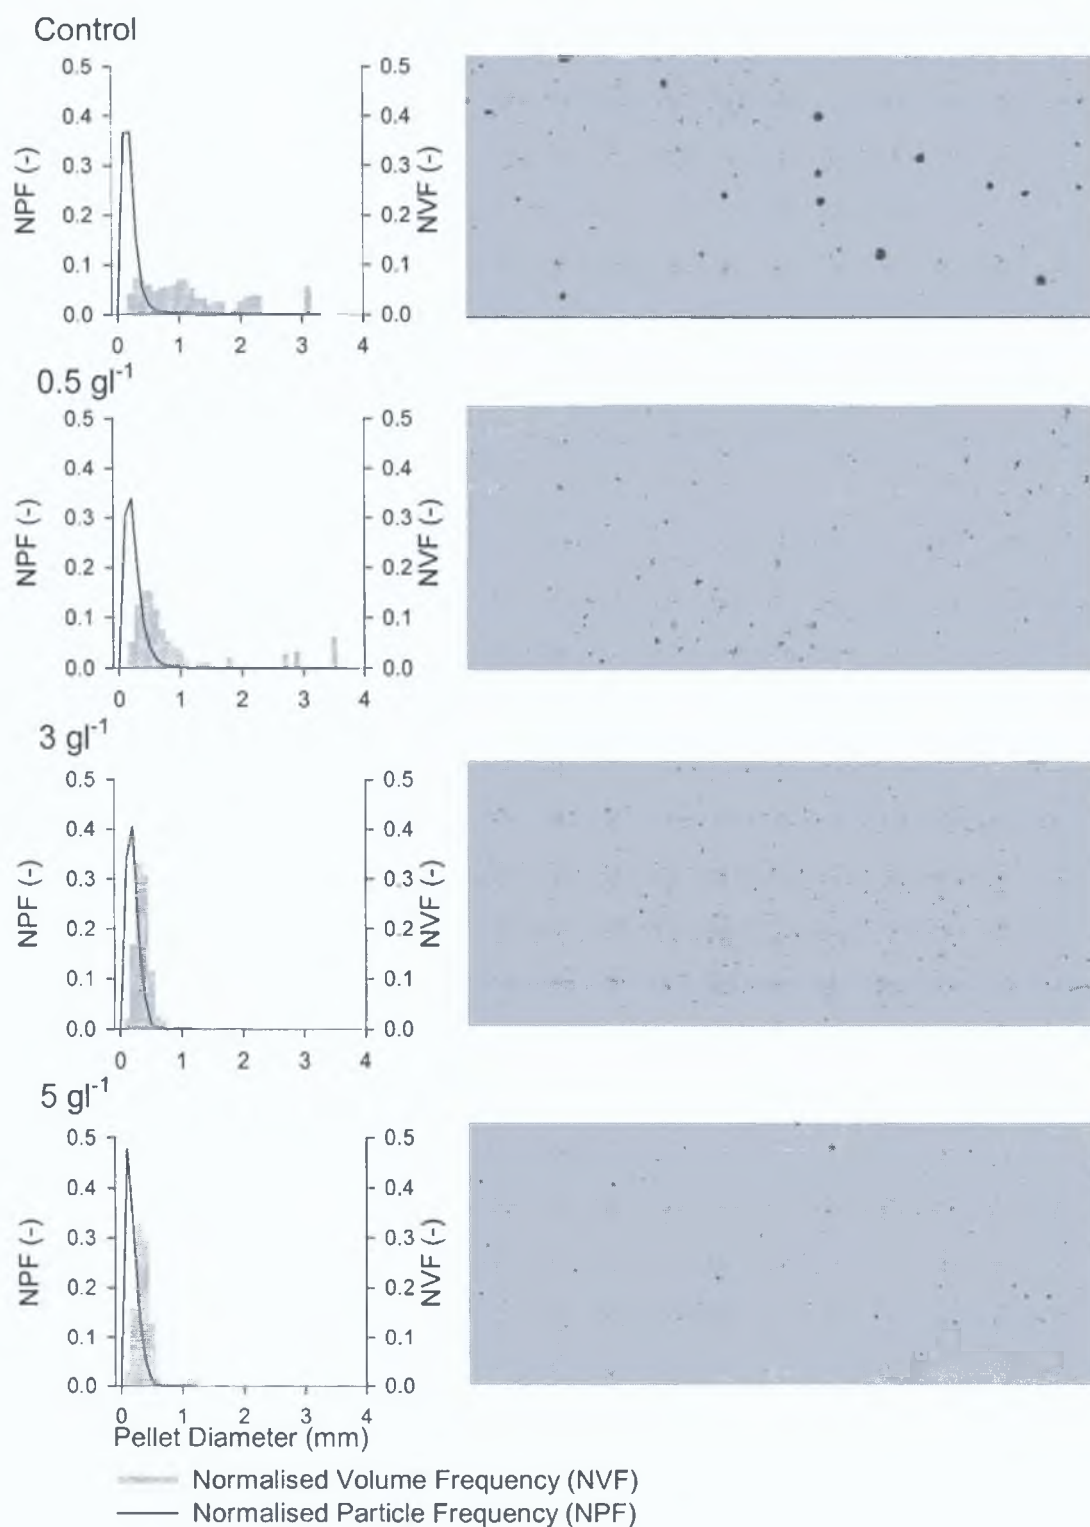 Control
0.5 0.5
0.4 0.4
0.3 0.3
0.2 0.2
0.1 0.1
0.0 0.0
NPF (-)
NVF (-)
0 1 2 3 4
0.5 gl⁻¹
0.5 0.5
0.4 0.4
0.3 0.3
0.2 0.2
0.1 0.1
0.0 0.0
NPF (-)
NVF (-)
0 1 2 3 4
3 gl⁻¹
0.5 0.5
0.4 0.4
0.3 0.3
0.2 0.2
0.1 0.1
0.0 0.0
NPF (-)
NVF (-)
0 1 2 3 4
5 gl⁻¹
0.5 0.5
0.4 0.4
0.3 0.3
0.2 0.2
0.1 0.1
0.0 0.0
NPF (-)
NVF (-)
0 1 2 3 4
Pellet Diameter (mm)
Normalised Volume Frequency (NVF)
Normalised Particle Frequency (NPF)